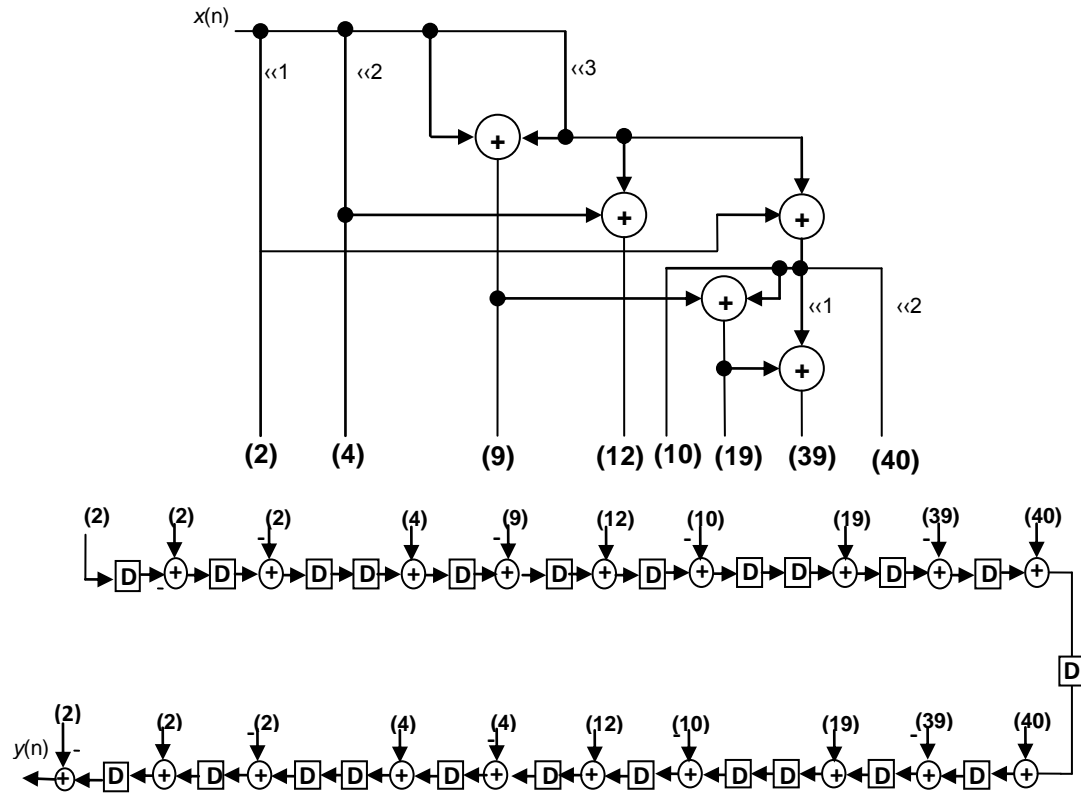 x(n)
‹‹1 ‹‹2 ‹‹3
+
+ +
+ ‹‹1 ‹‹2
+
(2) (4) (9) (12) (10) (19) (39) (40)
(2) (2) (2) (4) (9) (12) (10) (19) (39) (40)
- - - -
D + D + D D + D + D + D + D D + D + D +
-
D
(2) (2) (2) (4) (4) (12) (10) (19) (39) (40)
y(n) - - - - -
+ D + D + D D + D + D + D + D D + D + D +